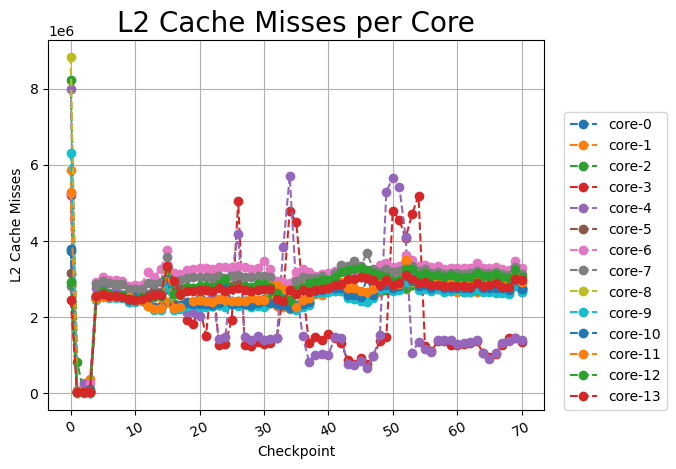 L2 Cache Misses per Core
1e6
8
6
4
2
0
L2 Cache Misses
0 10 20 30 40 50 60 70
Checkpoint
core-0
core-1
core-2
core-3
core-4
core-5
core-6
core-7
core-8
core-9
core-10
core-11
core-12
core-13